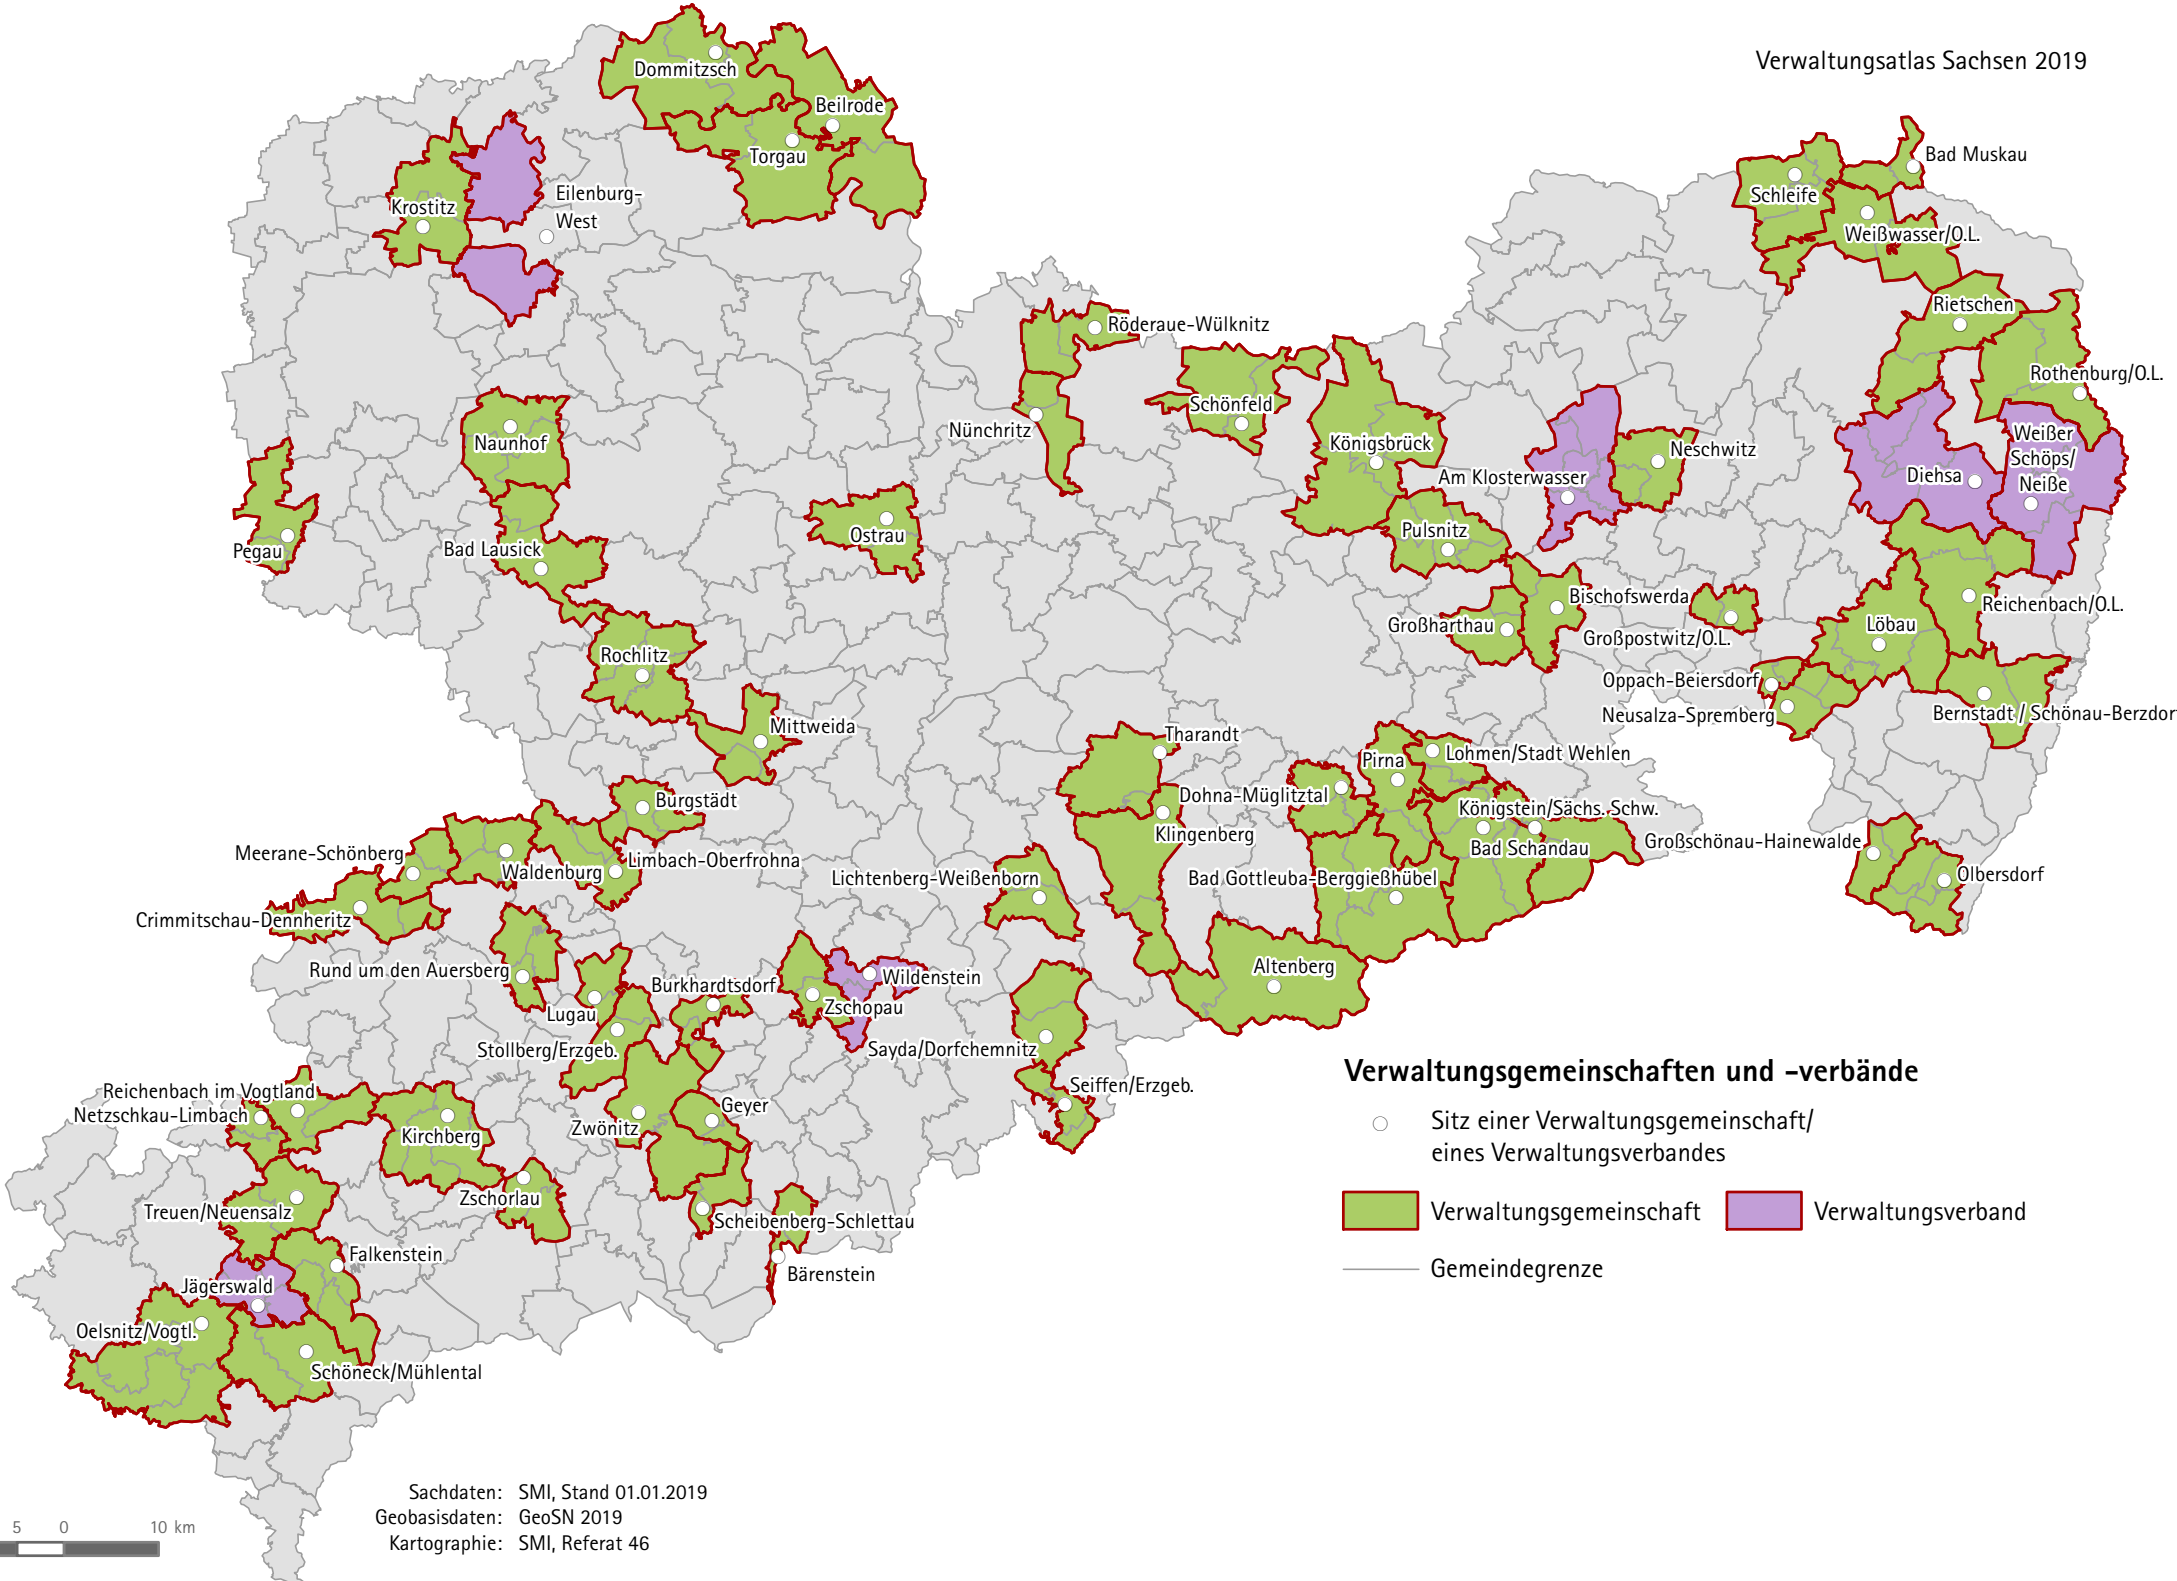 Verwaltungsatlas Sachsen 2019
Dommitzsch
Beilrode
Torgau
Bad Muskau
Schleife
Eilenburg-
West
Krostitz
Weißwasser/O.L.
Rietschen
Röderaue-Wülknitz
Rothenburg/O.L.
Schönfeld
Nünchritz
Naunhof
Königsbrück
Neschwitz
Weißer
Schöps/
Neiße
Diehsa
Am Klosterwasser
Pulsnitz
Ostrau
Pegau
Bad Lausick
Bischofswerda
Reichenbach/O.L.
Großharthau
Großpostwitz/O.L.
Löbau
Rochlitz
Oppach-Beiersdorf
Neusalza-Spremberg
Bernstadt / Schönau-Berzdorf
Mittweida
Tharandt
Pirna
Lohmen/Stadt Wehlen
Dohna-Müglitztal
Burgstädt
Königstein/Sächs. Schw.
Klingenberg
Großschönau-Hainewalde
Bad Schandau
Meerane-Schönberg
Limbach-Oberfrohna
Waldenburg
Lichtenberg-Weißenborn
Bad Gottleuba-Berggießhübel
Olbersdorf
Crimmitschau-Dennheritz
Altenberg
Rund um den Auersberg
Burkhardtsdorf
Wildenstein
Zschopau
Lugau
Stollberg/Erzgeb.
Sayda/Dorfchemnitz
Seiffen/Erzgeb.
Reichenbach im Vogtland
Netzschkau-Limbach
Geyer
Zwönitz
Kirchberg
Zschorlau
Treuen/Neuensalz
Scheibenberg-Schlettau
Falkenstein
Bärenstein
Jägerswald
Oelsnitz/Vogtl.
Schöneck/Mühlental
Verwaltungsgemeinschaften und -verbände
Sitz einer Verwaltungsgemeinschaft/
eines Verwaltungsverbandes
Verwaltungsgemeinschaft
Verwaltungsverband
Gemeindegrenze
Sachdaten: SMI, Stand 01.01.2019
Geobasisdaten: GeoSN 2019
Kartographie: SMI, Referat 46
5 0 10 km